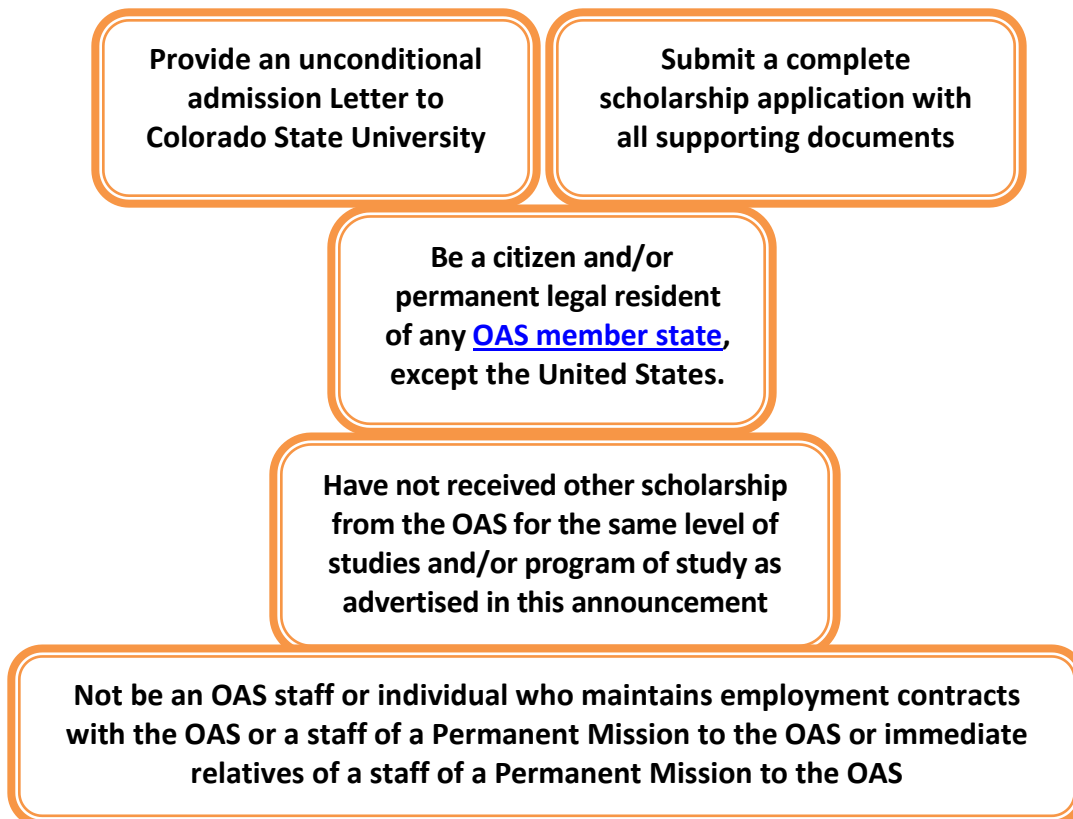 Provide an unconditional
admission Letter to
Colorado State University
Submit a complete
scholarship application with
all supporting documents
Be a citizen and/or
permanent legal resident
of any OAS member state,
except the United States.
Have not received other scholarship
from the OAS for the same level of
studies and/or program of study as
advertised in this announcement
Not be an OAS staff or individual who maintains employment contracts
with the OAS or a staff of a Permanent Mission to the OAS or immediate
relatives of a staff of a Permanent Mission to the OAS